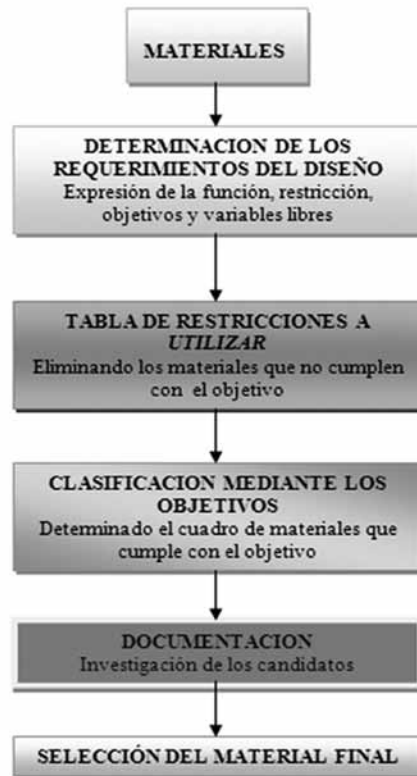 MATERIALES
DETERMINACION DE LOS
REQUERIMIENTOS DEL DISEÑO
Expresión de la función, restricción,
objetivos y variables libres
TABLA DE RESTRICCIONES A
UTILIZAR
Eliminando los materiales que no cumplen
con el objetivo
CLASIFICACION MEDIANTE LOS
OBJETIVOS
Determinado el cuadro de materiales que
cumple con el objetivo
DOCUMENTACION
Investigación de los candidatos
SELECCIÓN DEL MATERIAL FINAL